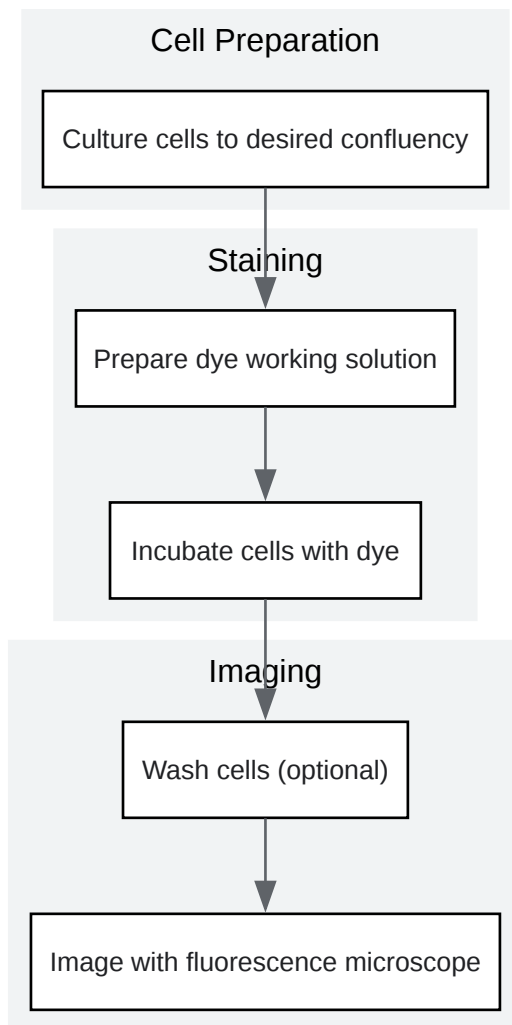 Cell Preparation
Culture cells to desired confluency
Staining
Prepare dye working solution
Incubate cells with dye
Imaging
Wash cells (optional)
Image with fluorescence microscope